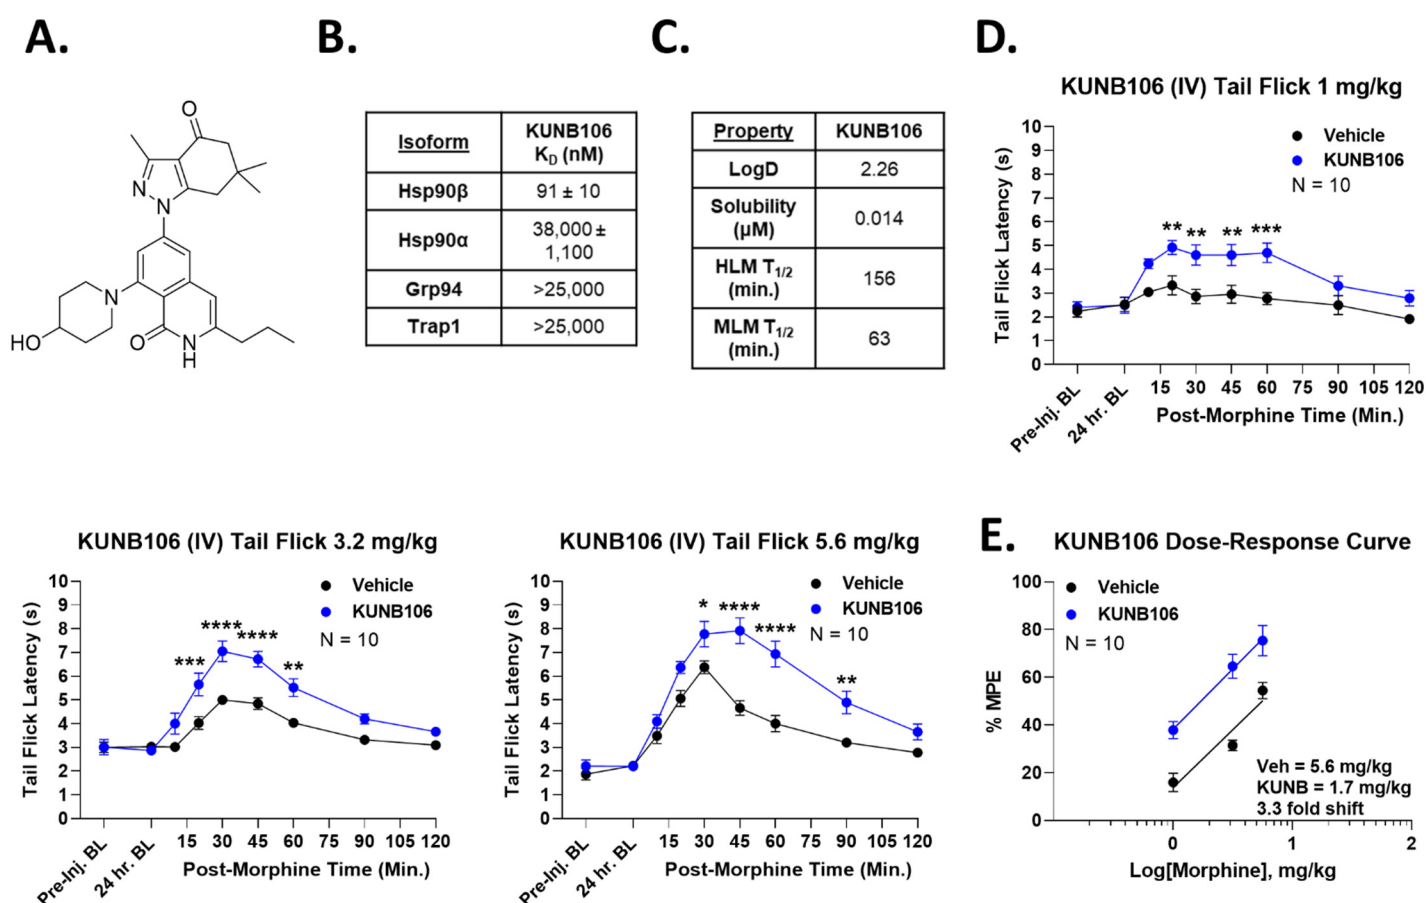 A.
O
N
N
N
HO
O
N
H
B.
Isoform
KUNB106
K_D (nM)
Hsp90β
91 ± 10
Hsp90α
38,000 ±
1,100
Grp94
>25,000
Trap1
>25,000
C.
Property
KUNB106
LogD
2.26
Solubility
(μM)
0.014
HLM T1/2
(min.)
156
MLM T1/2
(min.)
63
D.
KUNB106 (IV) Tail Flick 1 mg/kg
Tail Flick Latency (s)
10
9
8
7
6
5
4
3
2
1
0
Vehicle
KUNB106
N = 10
** ** ** ***
Pre-Inj. BL
24 hr. BL
15 30 45 60 75 90 105 120
Post-Morphine Time (Min.)
KUNB106 (IV) Tail Flick 3.2 mg/kg
Tail Flick Latency (s)
10
9
8
7
6
5
4
3
2
1
0
Vehicle
KUNB106
N = 10
*** **** **** **
Pre-Inj. BL
24 hr. BL
15 30 45 60 75 90 105 120
Post-Morphine Time (Min.)
KUNB106 (IV) Tail Flick 5.6 mg/kg
Tail Flick Latency (s)
10
9
8
7
6
5
4
3
2
1
0
Vehicle
KUNB106
N = 10
* **** **** **
Pre-Inj. BL
24 hr. BL
15 30 45 60 75 90 105 120
Post-Morphine Time (Min.)
E.
KUNB106 Dose-Response Curve
% MPE
100
80
60
40
20
0
Vehicle
KUNB106
N = 10
Veh = 5.6 mg/kg
KUNB = 1.7 mg/kg
3.3 fold shift
0 1 2
Log[Morphine], mg/kg